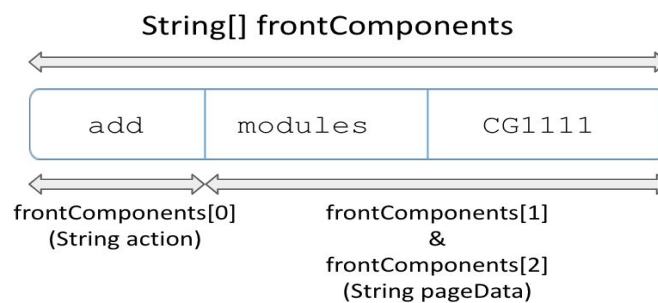 String[] frontComponents
add modules CG1111
frontComponents[0]
(String action)
frontComponents[1]
&
frontComponents[2]
(String pageData)